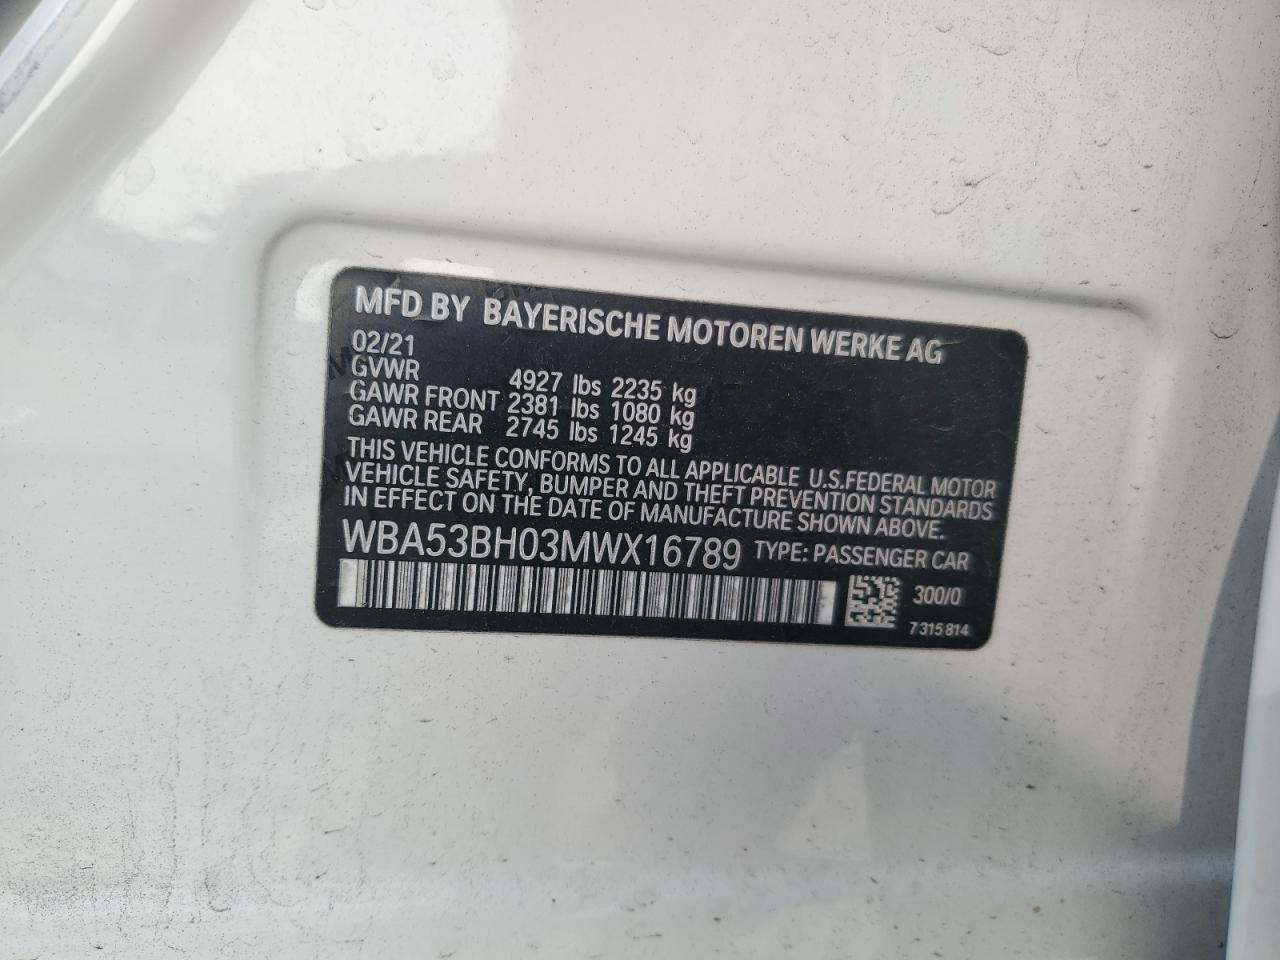 MFD BY BAYERISCHE MOTOREN WERKE AG
02/21
GVWR 4927 lbs 2235 kg
GAWR FRONT 2381 lbs 1080 kg
GAWR REAR 2745 lbs 1245 kg
THIS VEHICLE CONFORMS TO ALL APPLICABLE U.S.FEDERAL MOTOR
VEHICLE SAFETY, BUMPER AND THEFT PREVENTION STANDARDS
IN EFFECT ON THE DATE OF MANUFACTURE SHOWN ABOVE.
WBA53BH03MWX16789 TYPE: PASSENGER CAR
300/0
7 315 814